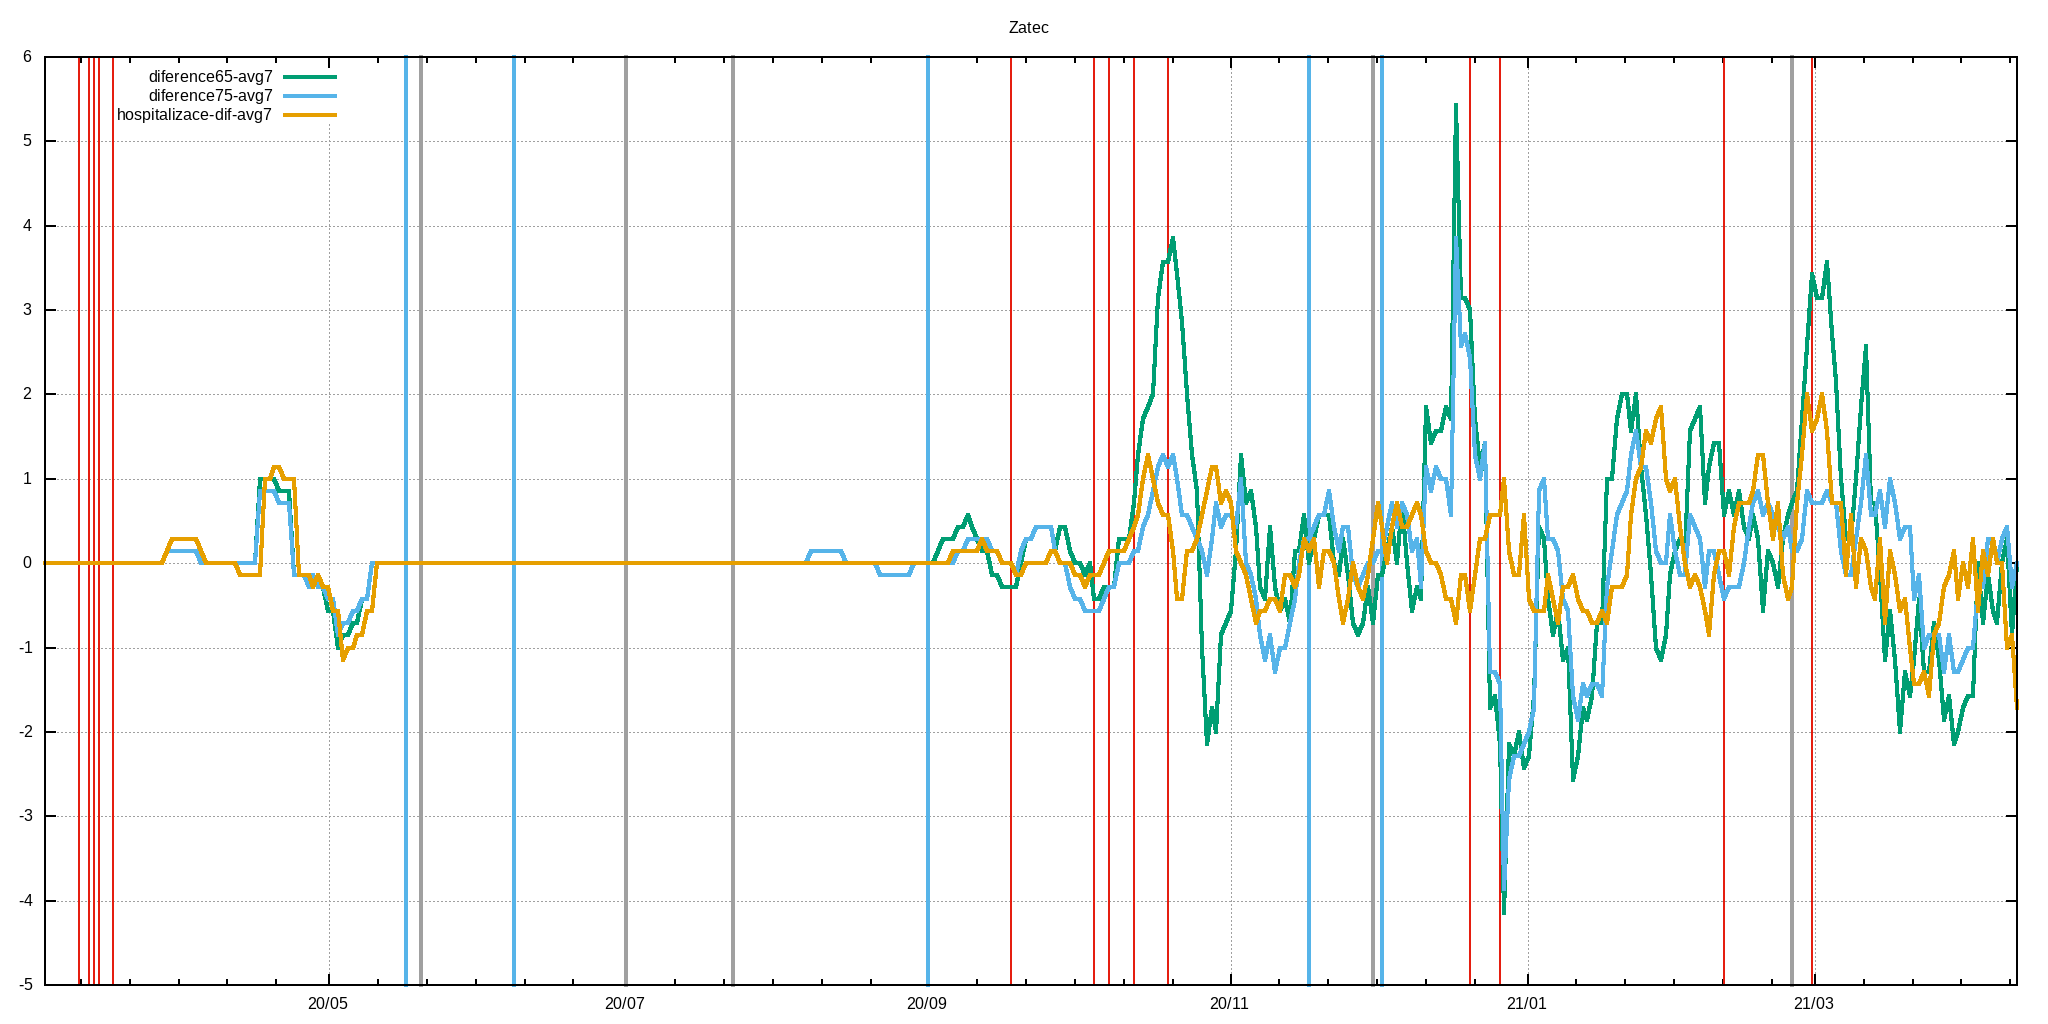 Zatec
diference65-avg7
diference75-avg7
hospitalizace-dif-avg7
6
5
4
3
2
1
0
-1
-2
-3
-4
-5
20/05 20/07 20/09 20/11 21/01 21/03